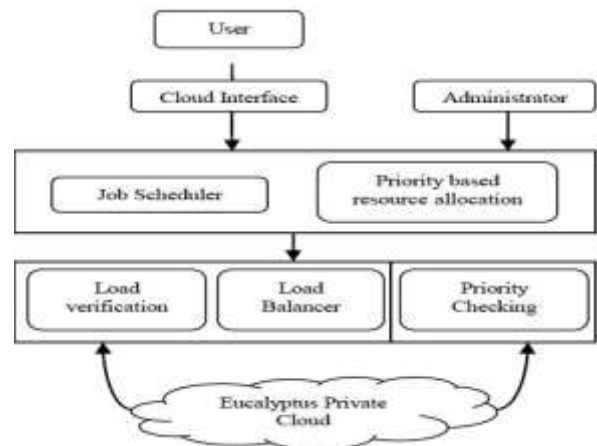 User
Cloud Interface
Administrator
Job Scheduler
Priority based
resource allocation
Load
verification
Load
Balancer
Priority
Checking
Eucalyptus Private
Cloud